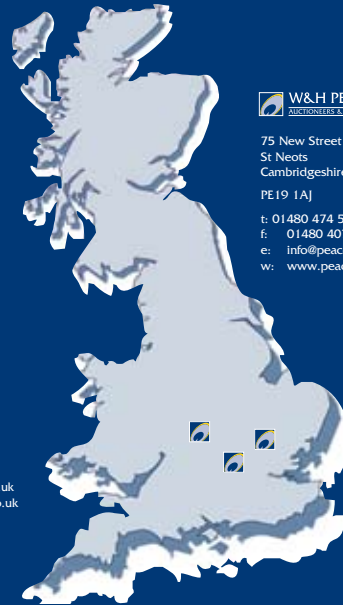 W&H PE
AUCTIONEERS &
75 New Street
St Neots
Cambridgeshire
PE19 1AJ
t: 01480 474 5
f: 01480 407
e: info@peac
w: www.peac
uk
o.uk